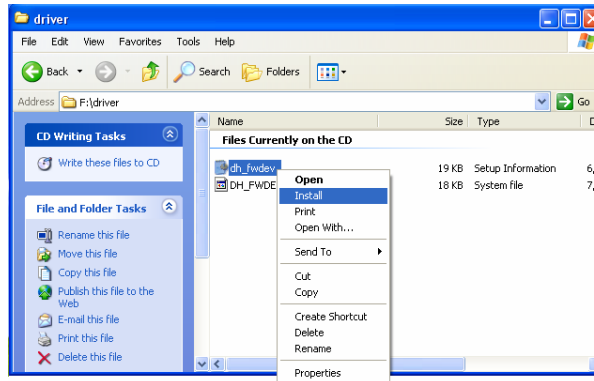 driver
File Edit View Favorites Tools Help
Back Search Folders
Address F:\driver Go
Name Size Type
CD Writing Tasks
Files Currently on the CD
Write these files to CD
dh_fwdev 19 KB Setup Information 6,
DH_FWDE 18 KB System file 7,
File and Folder Tasks
Rename this file
Move this file
Copy this file
Publish this file to the
Web
E-mail this file
Print this file
Delete this file
Open
Install
Print
Open With...
Send To
Cut
Copy
Create Shortcut
Delete
Rename
Properties